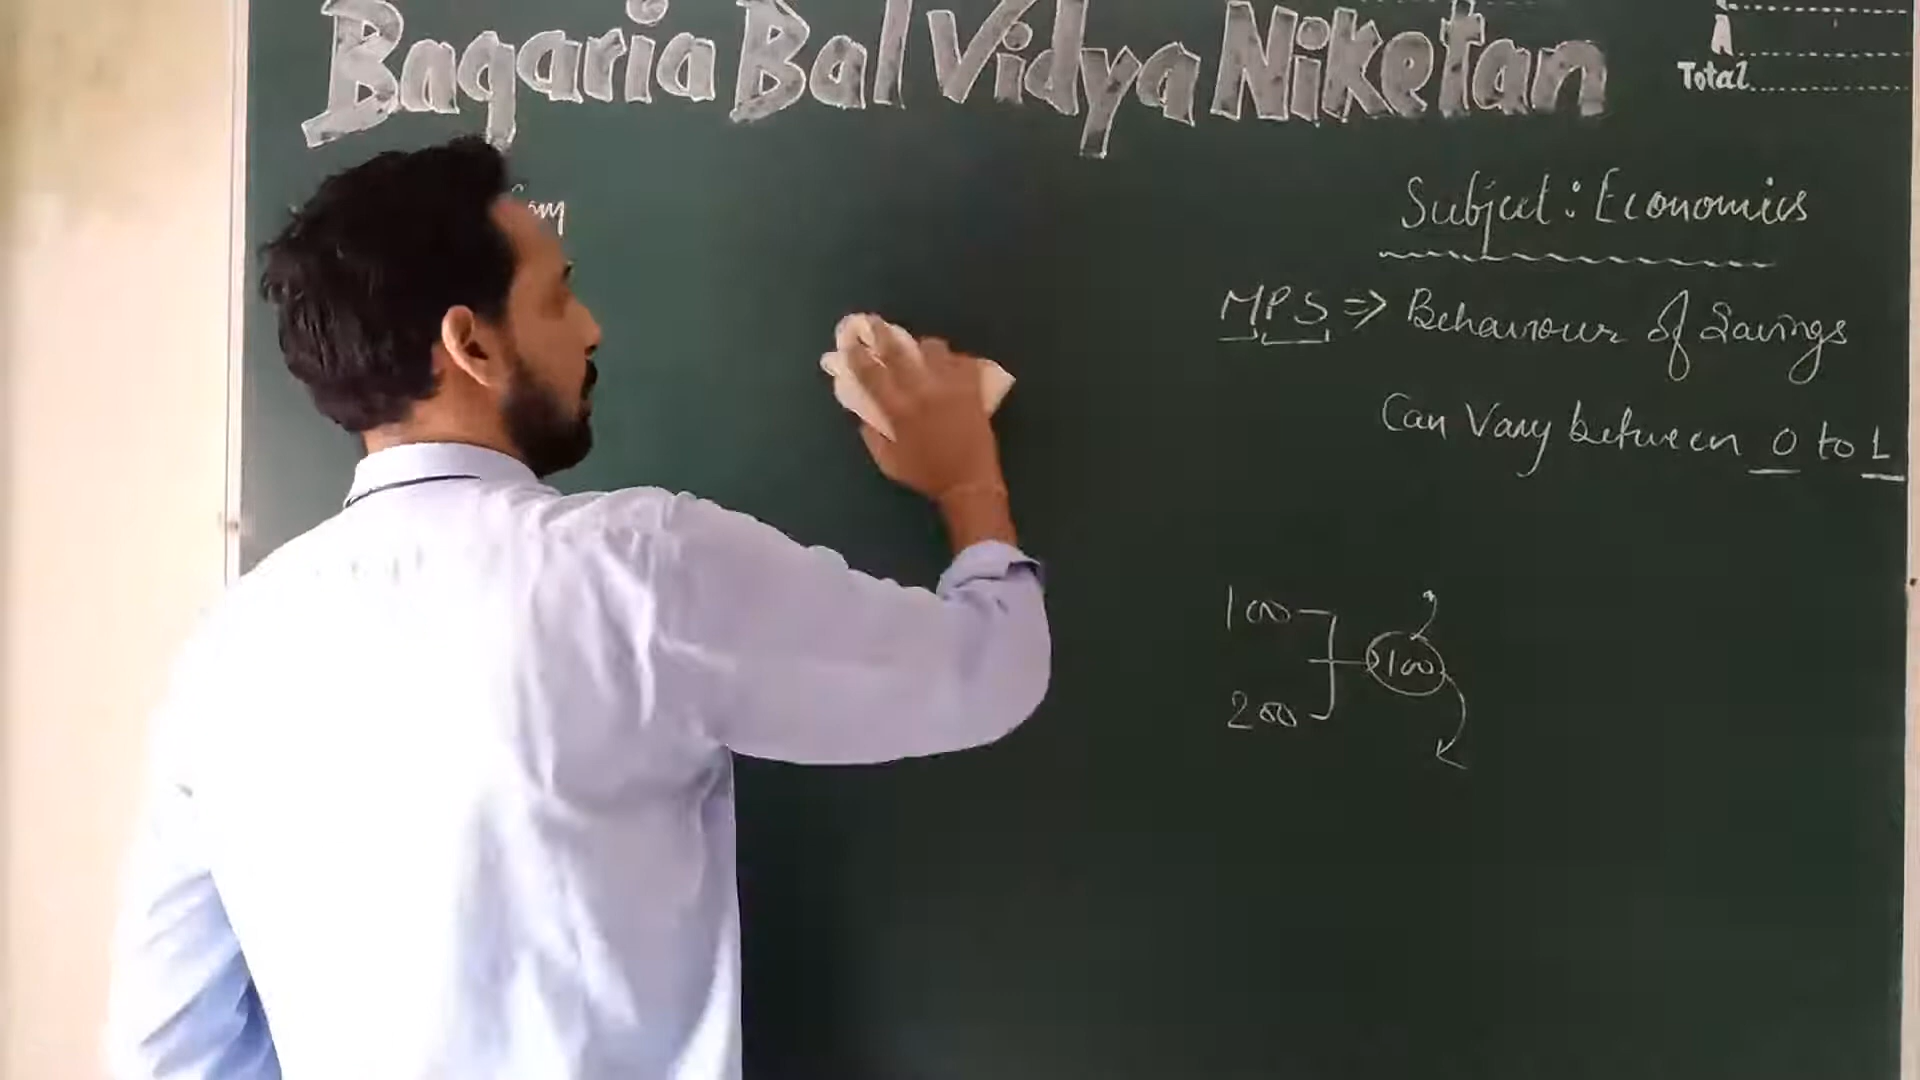 Bagaria Bal Vidya Niketan
A
Total
Subject: Economics
MPS => Behaviour of Savings
Can Vary between 0 to 1
100
100
200